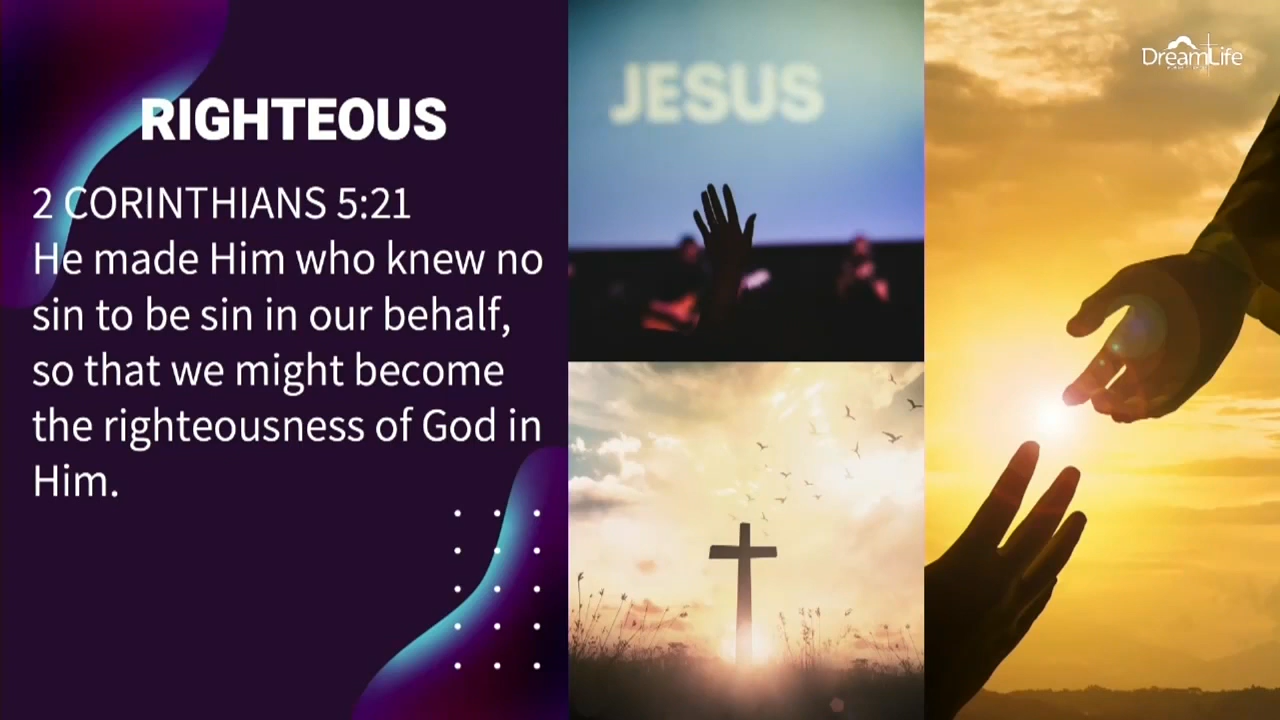 RIGHTEOUS
2 CORINTHIANS 5:21
He made Him who knew no
sin to be sin in our behalf,
so that we might become
the righteousness of God in
Him.
JESUS
DreamLife